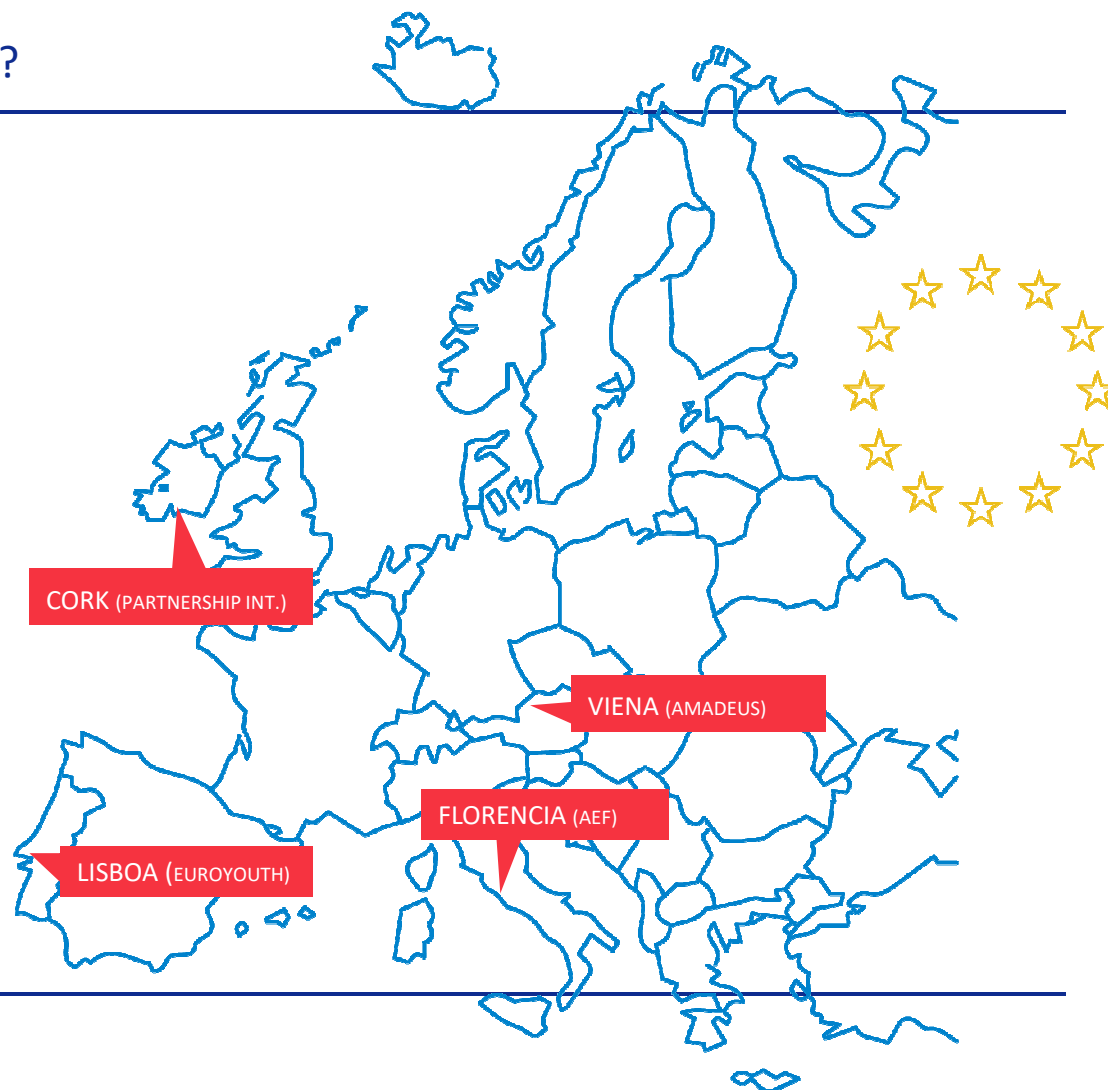 ?
CORK (PARTNERSHIP INT.)
VIENA (AMADEUS)
FLORENCIA (AEF)
LISBOA (EUROYOUTH)